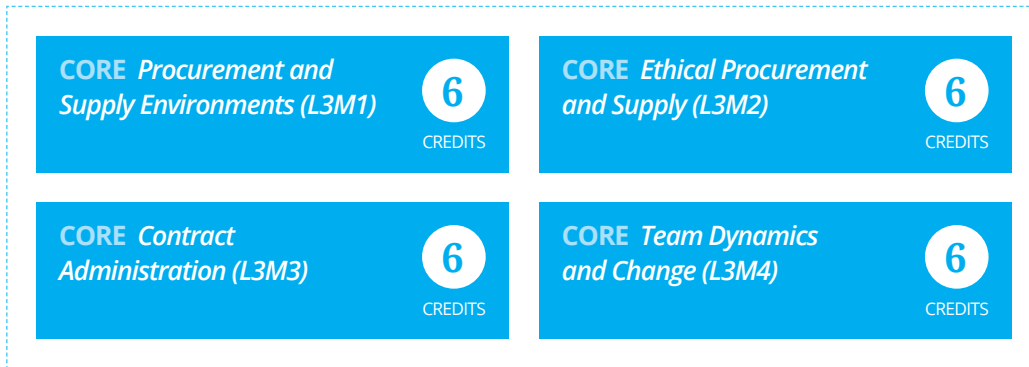 CORE Procurement and
Supply Environments (L3M1)
6
CREDITS
CORE Ethical Procurement
and Supply (L3M2)
6
CREDITS
CORE Contract
Administration (L3M3)
6
CREDITS
CORE Team Dynamics
and Change (L3M4)
6
CREDITS